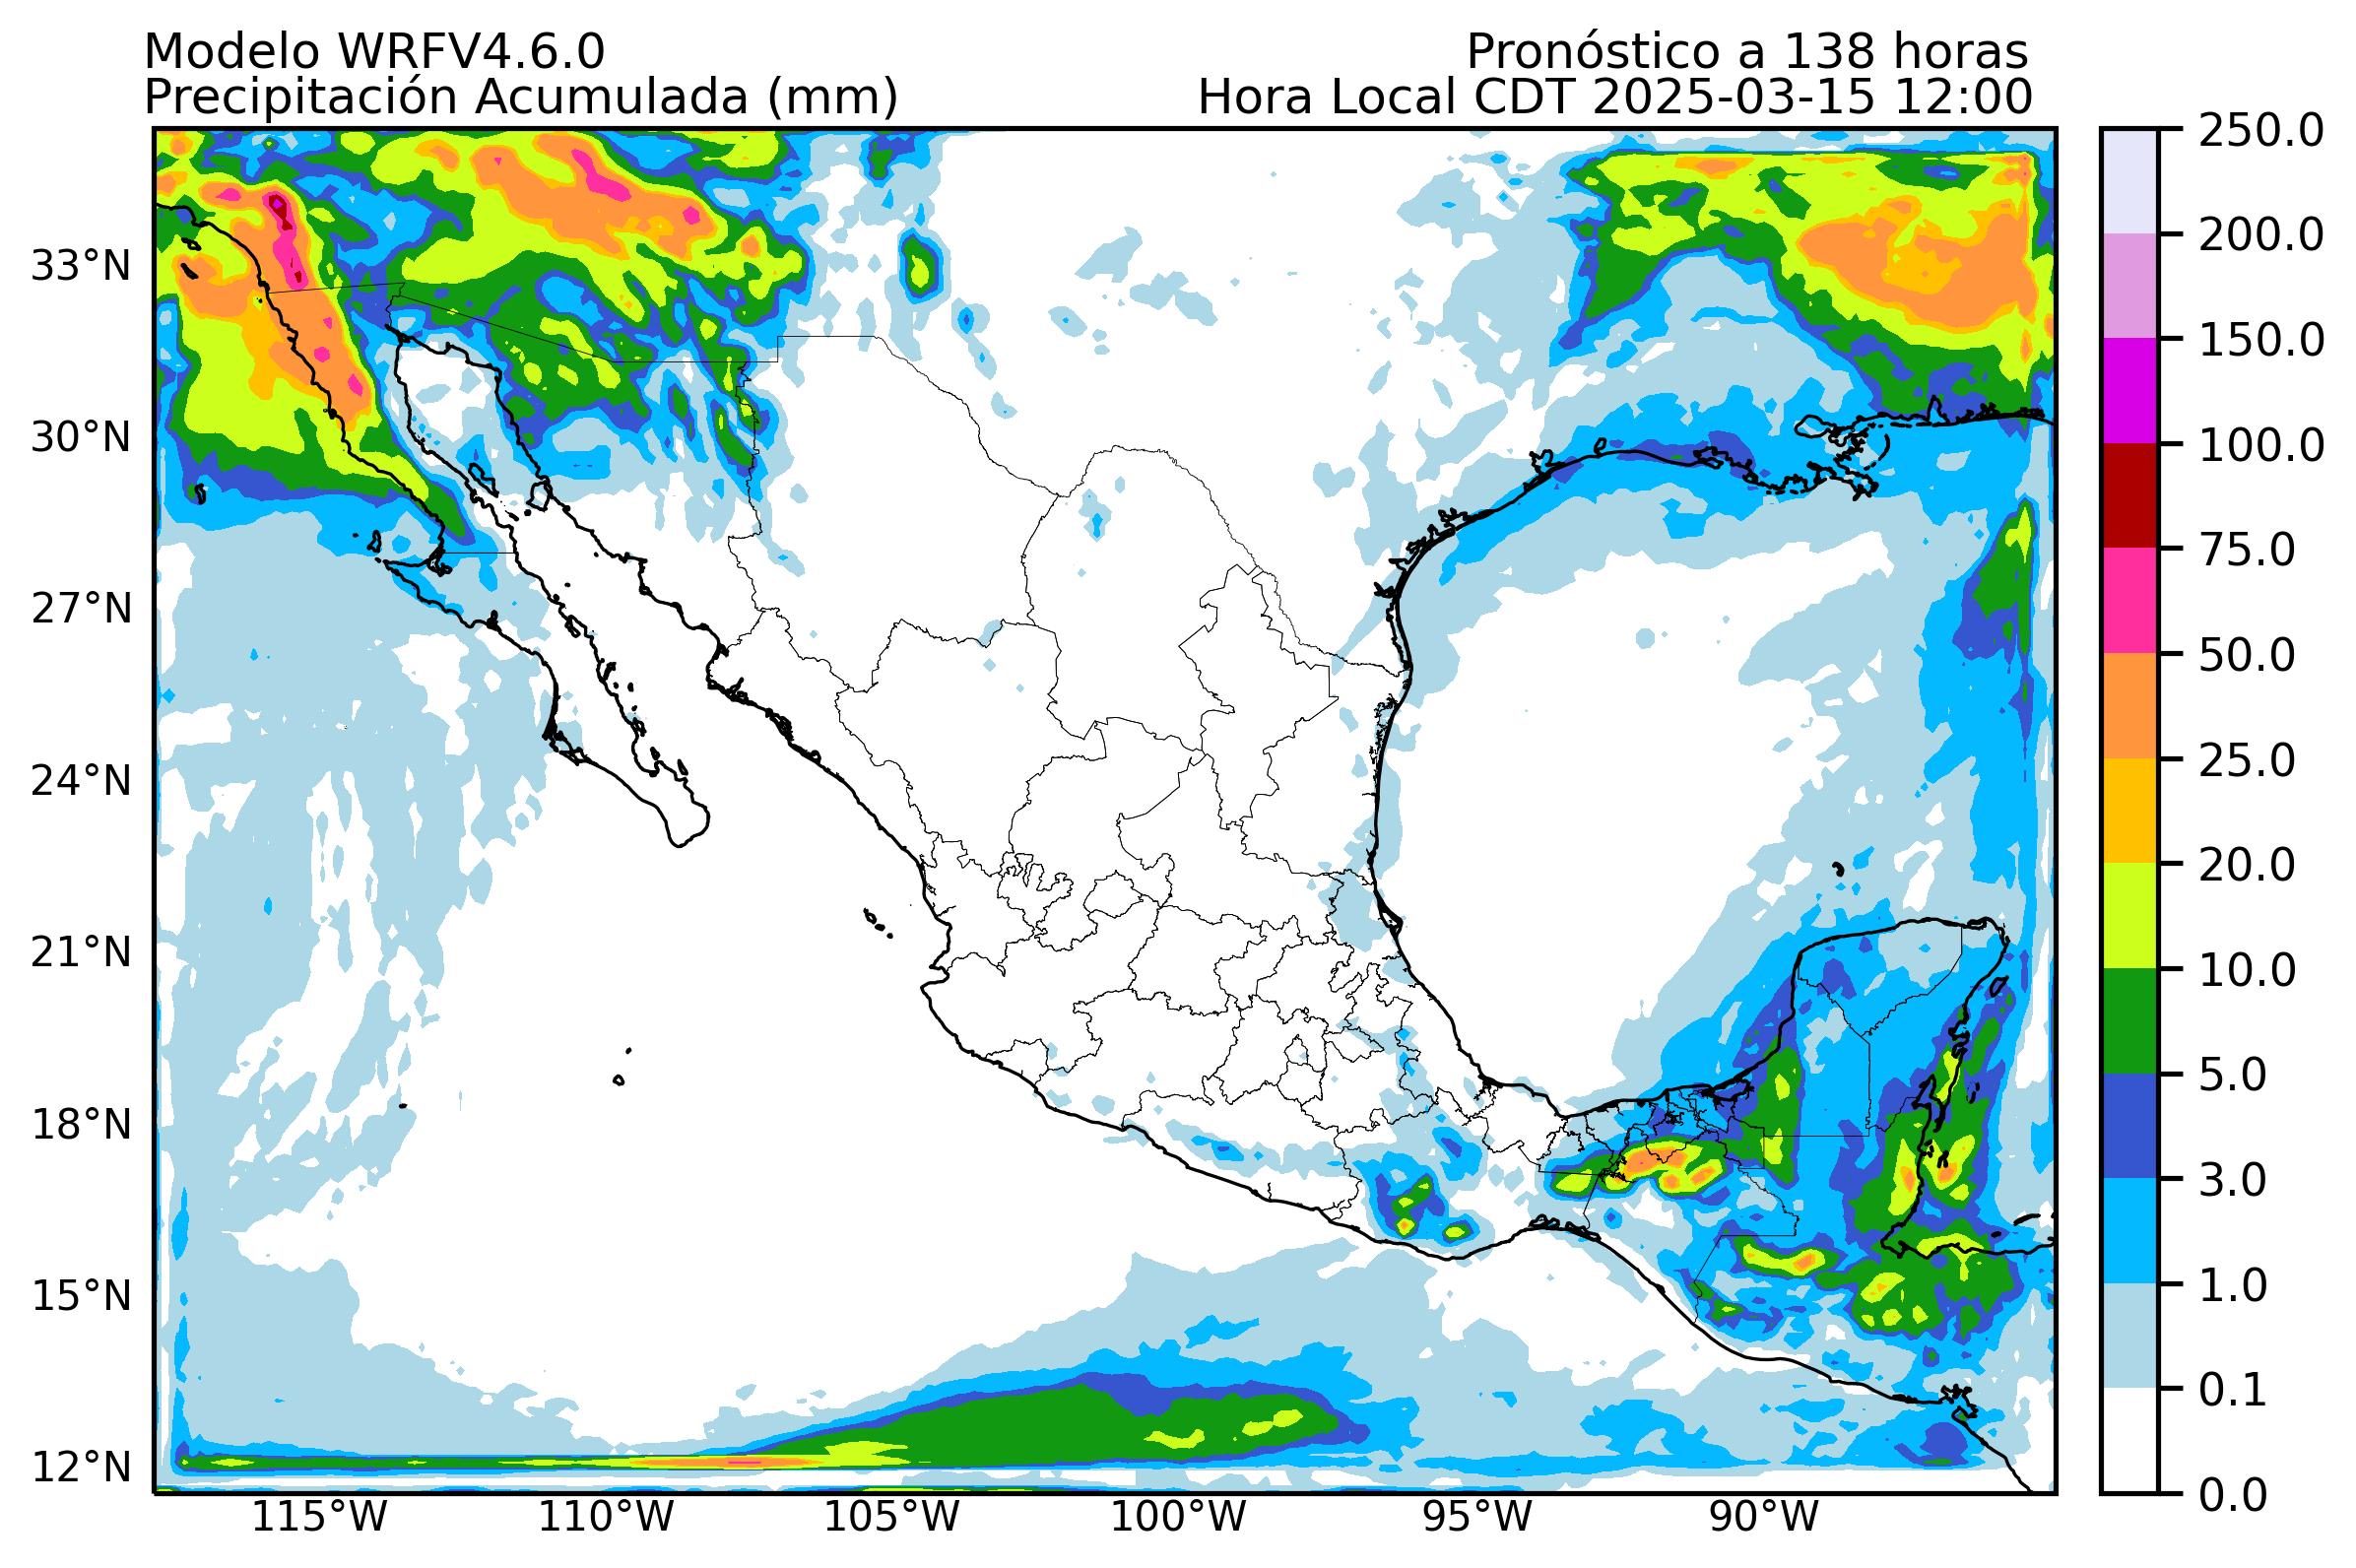 Modelo WRFV4.6.0
Pronóstico a 138 horas
Precipitación Acumulada (mm)
Hora Local CDT 2025-03-15 12:00
250.0
200.0
150.0
100.0
75.0
50.0
25.0
20.0
10.0
5.0
3.0
1.0
0.1
0.0
33°N
30°N
27°N
24°N
21°N
18°N
15°N
12°N
115°W
110°W
105°W
100°W
95°W
90°W